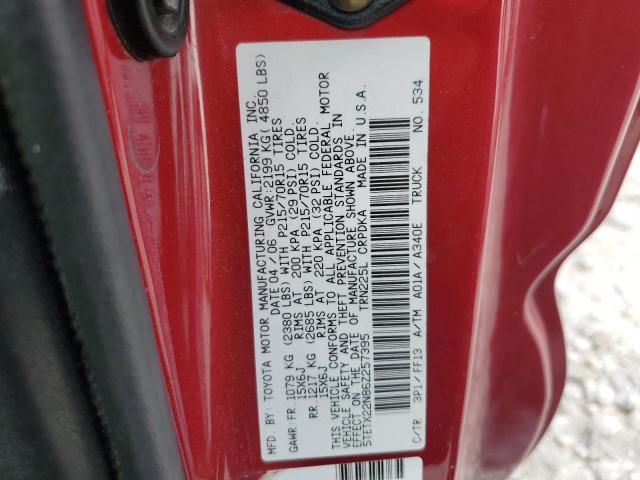 MFD. BY: TOYOTA MOTOR MANUFACTURING CALIFORNIA INC.
DATE 04/06 GVWR:2199 KG( 4850 LBS)
GAWR:FR 1079 KG (2380 LBS) WITH P215/70R15 TIRES
15X6J RIMS AT 200 KPA (29 PSI) COLD.
RR 1217 KG (2685 LBS) WITH P215/70R15 TIRES
15X6J RIMS AT 220 KPA (32 PSI) COLD.
THIS VEHICLE CONFORMS TO ALL APPLICABLE FEDERAL MOTOR
VEHICLE SAFETY AND THEFT PREVENTION STANDARDS IN
EFFECT ON THE DATE OF MANUFACTURE SHOWN ABOVE.
5TETX22N86Z257395 TRN225L CRPDKA MADE IN U.S.A.
C/TR 3P1/FF13 A/TM A01A/A340E TRUCK NO. 534